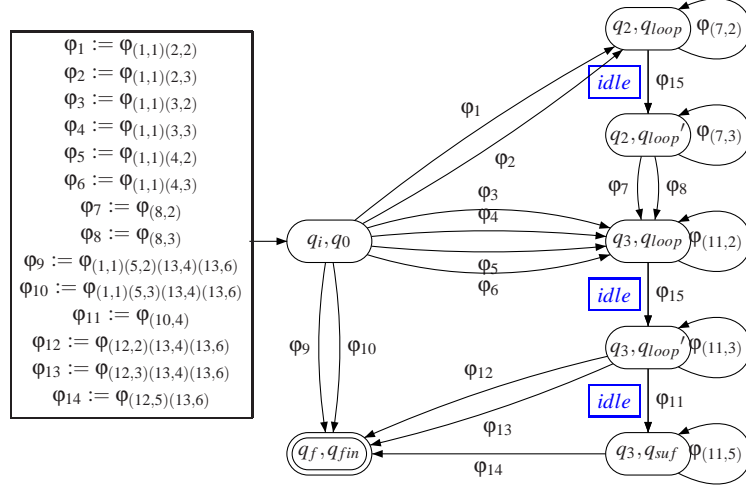 φ1 := φ(1,1)(2,2)
φ2 := φ(1,1)(2,3)
φ3 := φ(1,1)(3,2)
φ4 := φ(1,1)(3,3)
φ5 := φ(1,1)(4,2)
φ6 := φ(1,1)(4,3)
φ7 := φ(8,2)
φ8 := φ(8,3)
φ9 := φ(1,1)(5,2)(13,4)(13,6)
φ10 := φ(1,1)(5,3)(13,4)(13,6)
φ11 := φ(10,4)
φ12 := φ(12,2)(13,4)(13,6)
φ13 := φ(12,3)(13,4)(13,6)
φ14 := φ(12,5)(13,6)
q2, qloop
φ(7,2)
idle
φ15
φ1
φ2
q2, qloop′
φ(7,3)
φ7
φ8
φ3
φ4
qi, q0
q3, qloop
φ(11,2)
φ5
φ6
idle
φ15
φ9
φ10
q3, qloop′
φ(11,3)
φ12
idle
φ11
φ13
qf, qfin
φ14
q3, qsuf
φ(11,5)